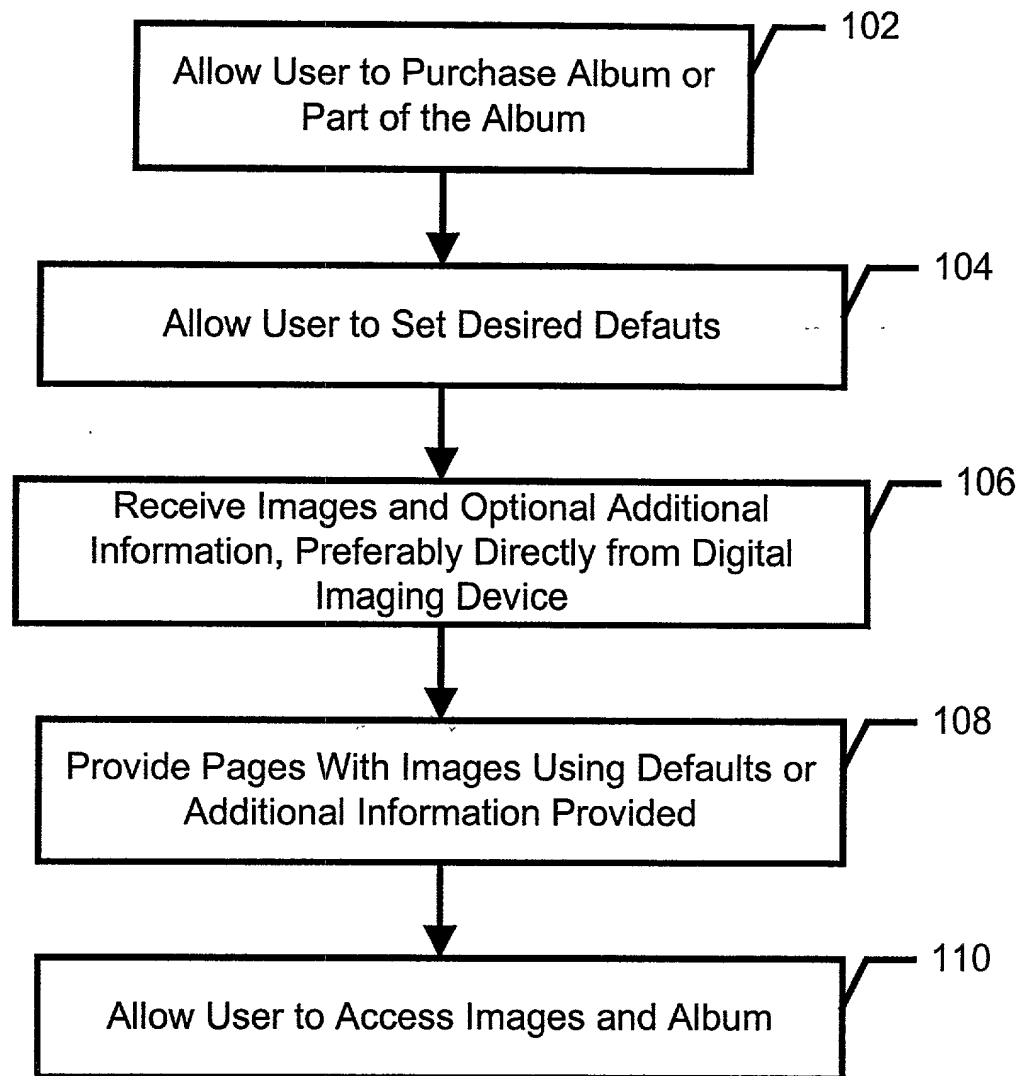 102
Allow User to Purchase Album or
Part of the Album
104
Allow User to Set Desired Defauts
106
Receive Images and Optional Additional
Information, Preferably Directly from Digital
Imaging Device
108
Provide Pages With Images Using Defaults or
Additional Information Provided
110
Allow User to Access Images and Album